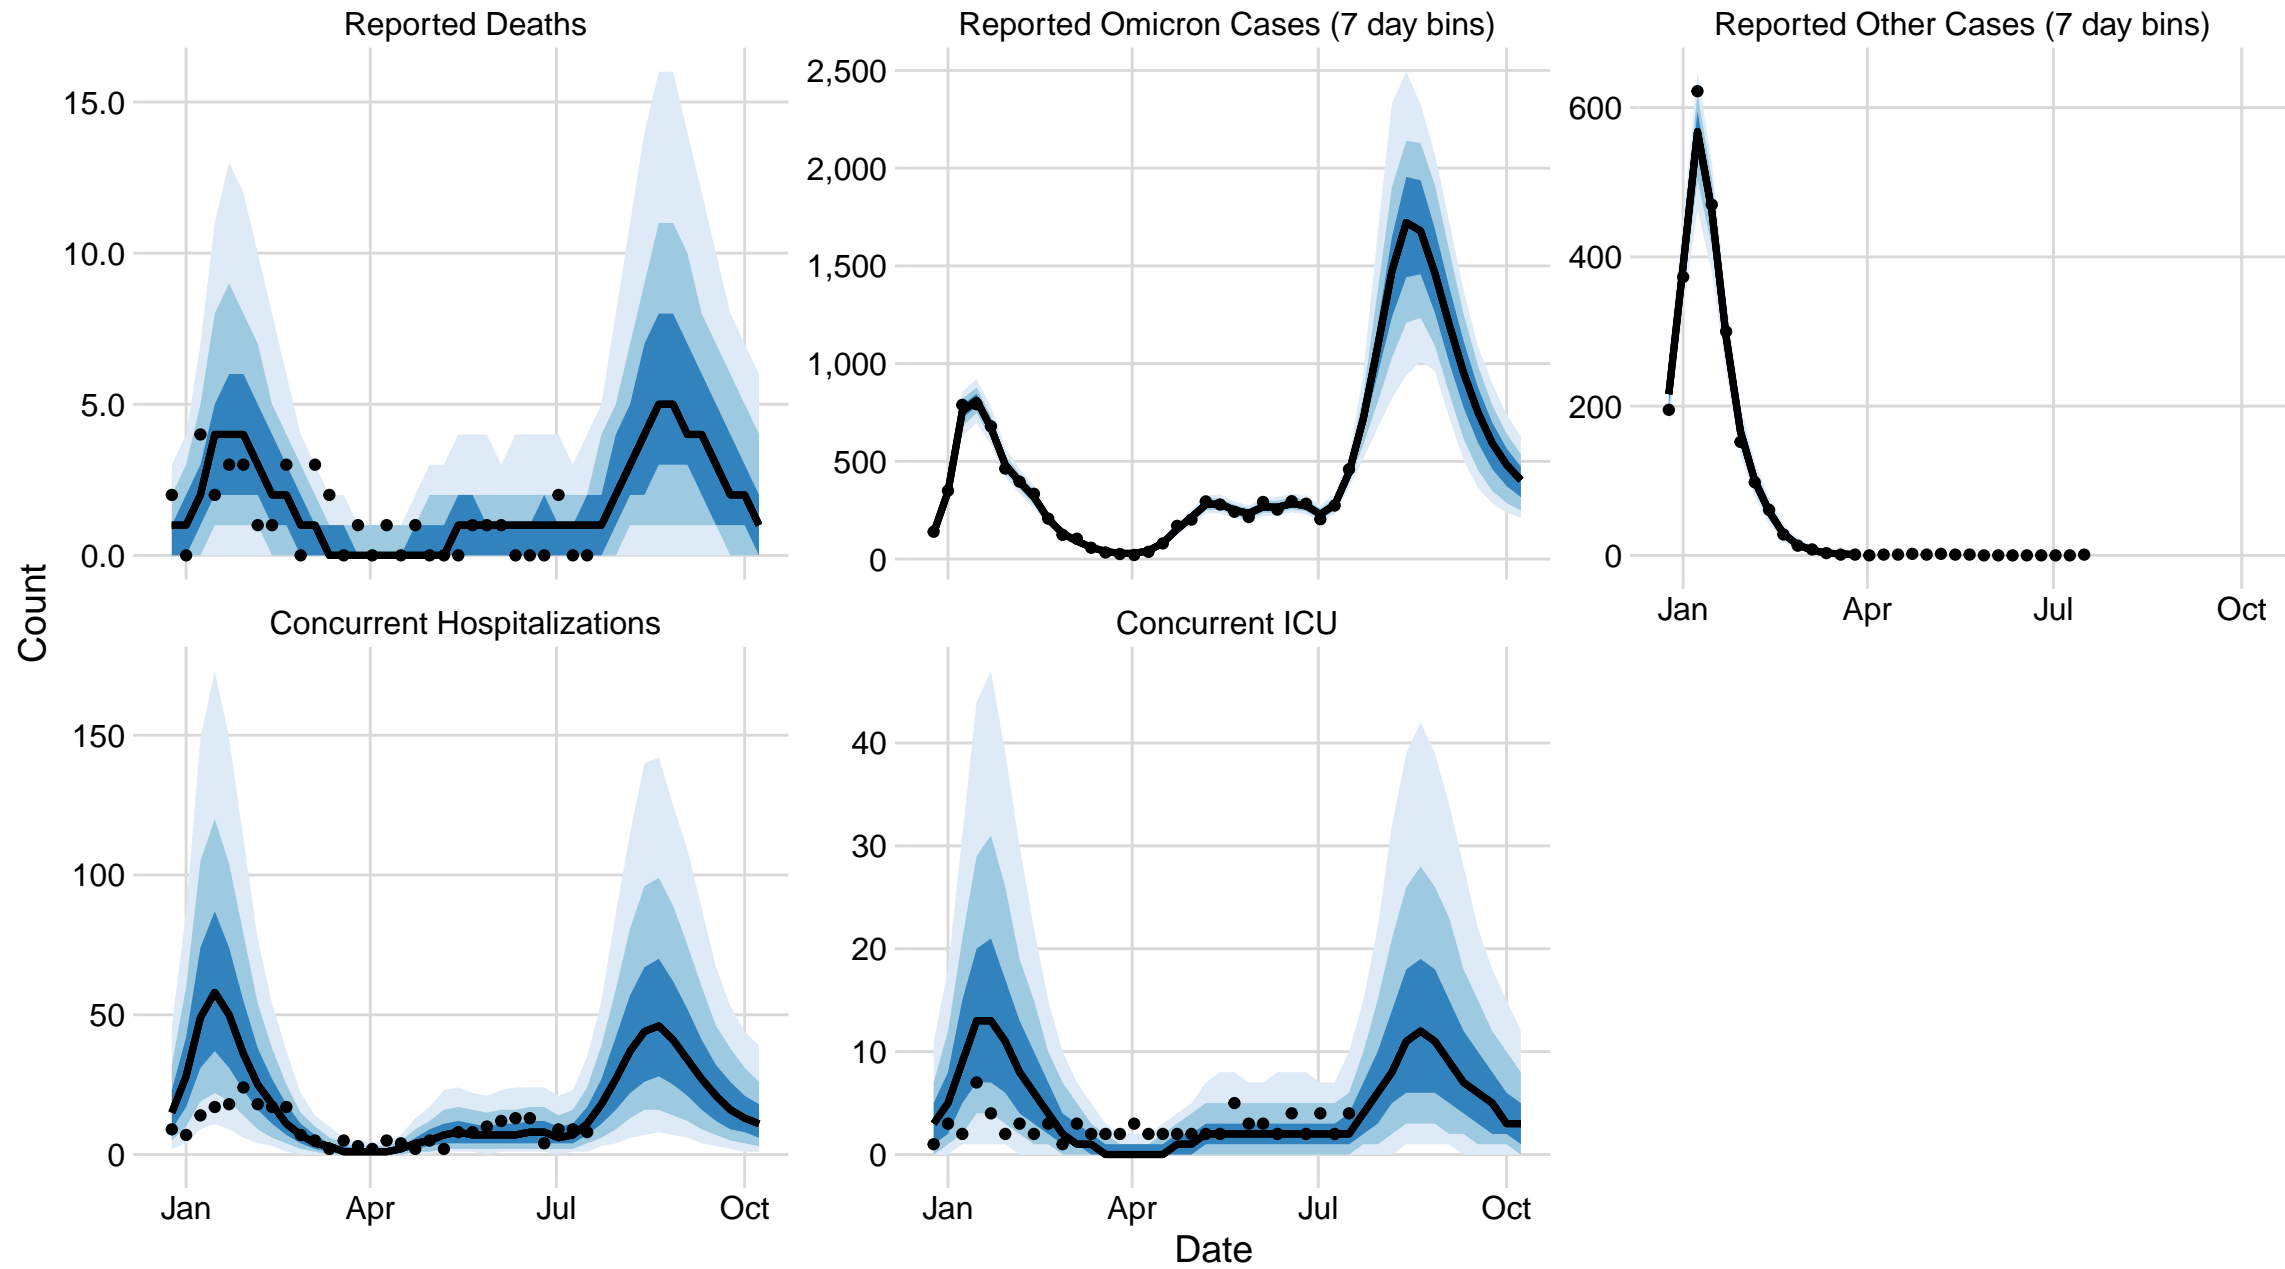 Reported Deaths
Reported Omicron Cases (7 day bins)
Reported Other Cases (7 day bins)
15.0
10.0
5.0
0.0
2,500
2,000
1,500
1,000
500
0
600
400
200
0
Jan
Apr
Jul
Oct
Count
Concurrent Hospitalizations
Concurrent ICU
150
100
50
0
40
30
20
10
0
Jan
Apr
Jul
Oct
Jan
Apr
Jul
Oct
Date